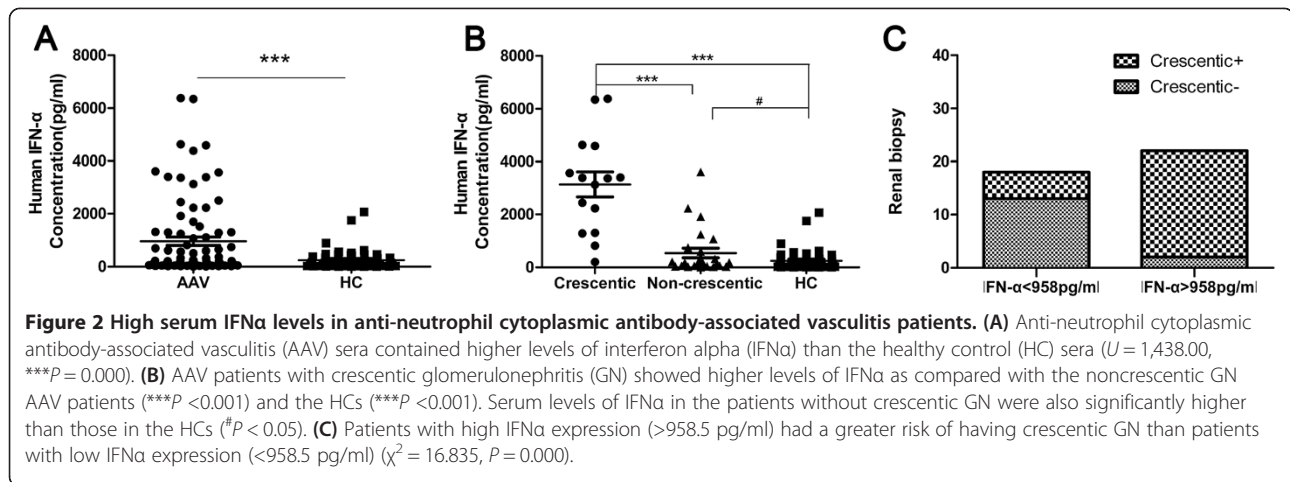 A
B
C
Human IFN-α
Concentration(pg/ml)
8000
6000
4000
2000
0
***
AAV
HC
Human IFN-α
Concentration(pg/ml)
8000
6000
4000
2000
0
***
***
#
Crescentic
Non-crescentic
HC
Renal biopsy
40
30
20
10
0
Crescentic+
Crescentic-
IFN-α<958pg/ml
IFN-α>958pg/ml
Figure 2 High serum IFNα levels in anti-neutrophil cytoplasmic antibody-associated vasculitis patients. (A) Anti-neutrophil cytoplasmic
antibody-associated vasculitis (AAV) sera contained higher levels of interferon alpha (IFNα) than the healthy control (HC) sera (U = 1,438.00,
***P = 0.000). (B) AAV patients with crescentic glomerulonephritis (GN) showed higher levels of IFNα as compared with the noncrescentic GN
AAV patients (***P <0.001) and the HCs (***P <0.001). Serum levels of IFNα in the patients without crescentic GN were also significantly higher
than those in the HCs (#P < 0.05). (C) Patients with high IFNα expression (>958.5 pg/ml) had a greater risk of having crescentic GN than patients
with low IFNα expression (<958.5 pg/ml) (χ² = 16.835, P = 0.000).